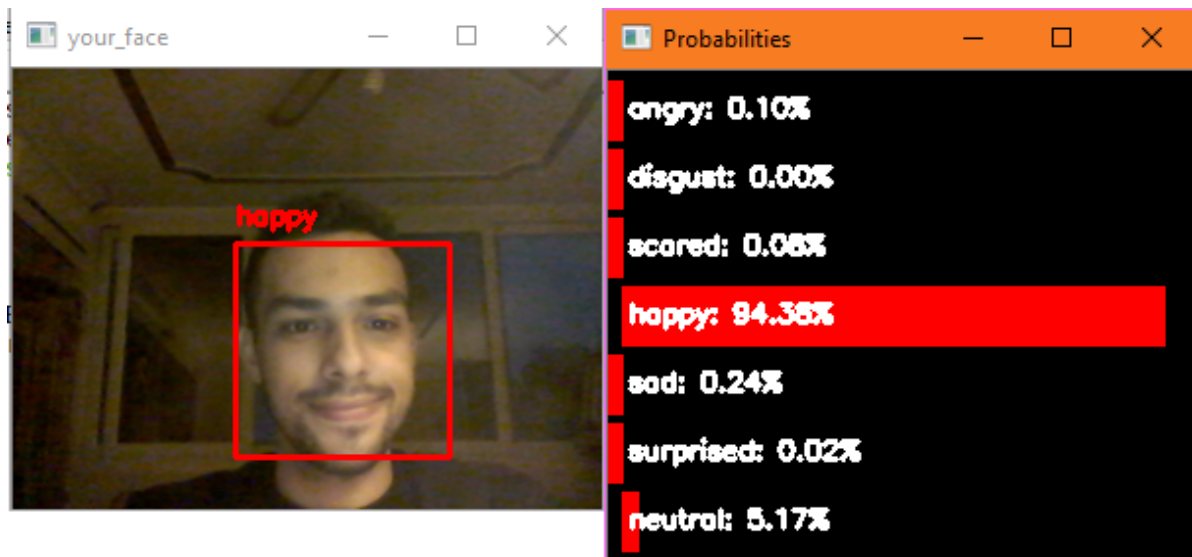 your_face
happy
Probabilities
angry: 0.10%
disgust: 0.00%
scared: 0.08%
happy: 94.38%
sad: 0.24%
surprised: 0.02%
neutral: 5.17%